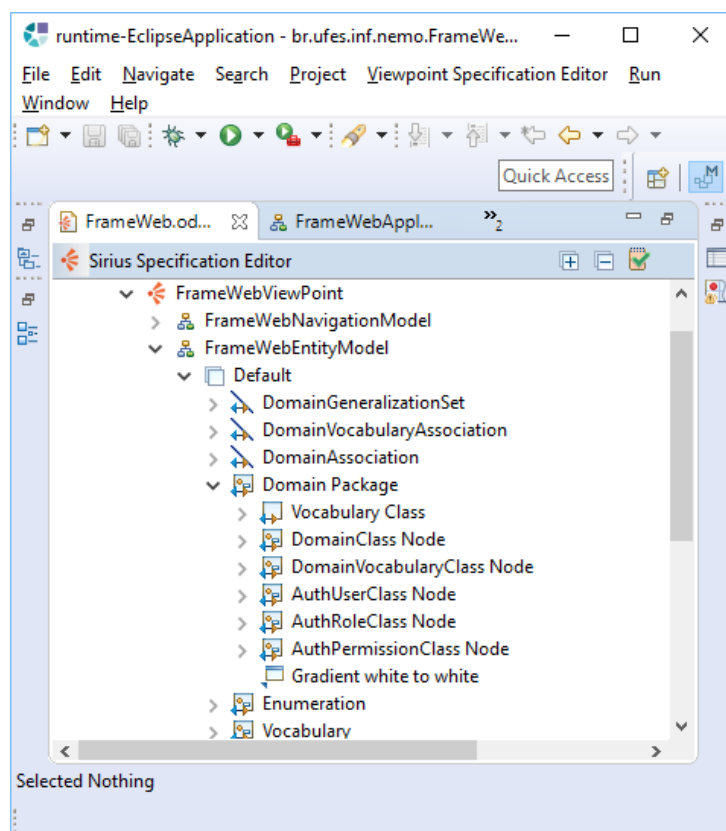 runtime-EclipseApplication - br.ufes.inf.nemo.FrameWe...
File Edit Navigate Search Project Viewpoint Specification Editor Run
Window Help
Quick Access
FrameWeb.od... FrameWebAppl... »2
Sirius Specification Editor
FrameWebViewPoint
FrameWebNavigationModel
FrameWebEntityModel
Default
DomainGeneralizationSet
DomainVocabularyAssociation
DomainAssociation
Domain Package
Vocabulary Class
DomainClass Node
DomainVocabularyClass Node
AuthUserClass Node
AuthRoleClass Node
AuthPermissionClass Node
Gradient white to white
Enumeration
Vocabulary
Selected Nothing